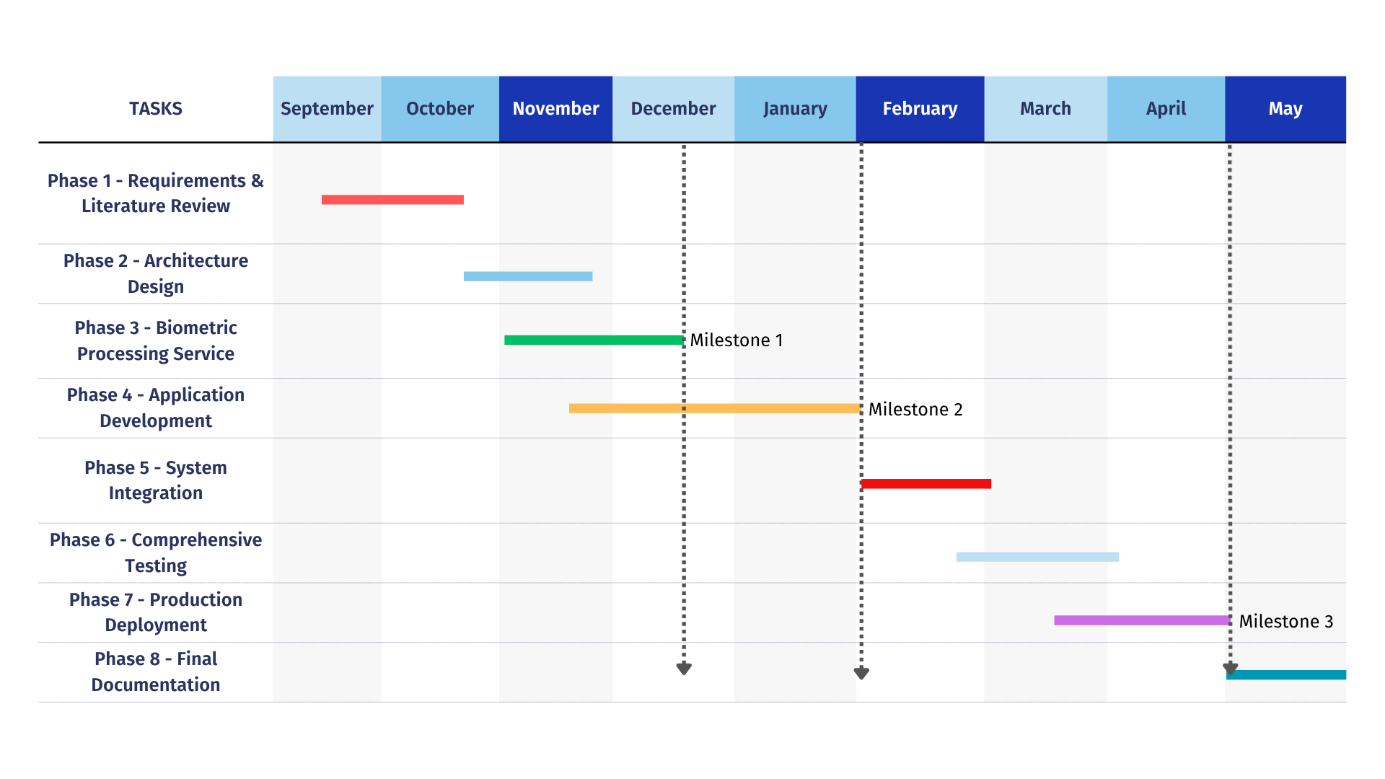 TASKS
September
October
November
December
January
February
March
April
May
Phase 1 - Requirements &
Literature Review
Phase 2 - Architecture
Design
Phase 3 - Biometric
Processing Service
Milestone 1
Phase 4 - Application
Development
Milestone 2
Phase 5 - System
Integration
Phase 6 - Comprehensive
Testing
Phase 7 - Production
Deployment
Milestone 3
Phase 8 - Final
Documentation